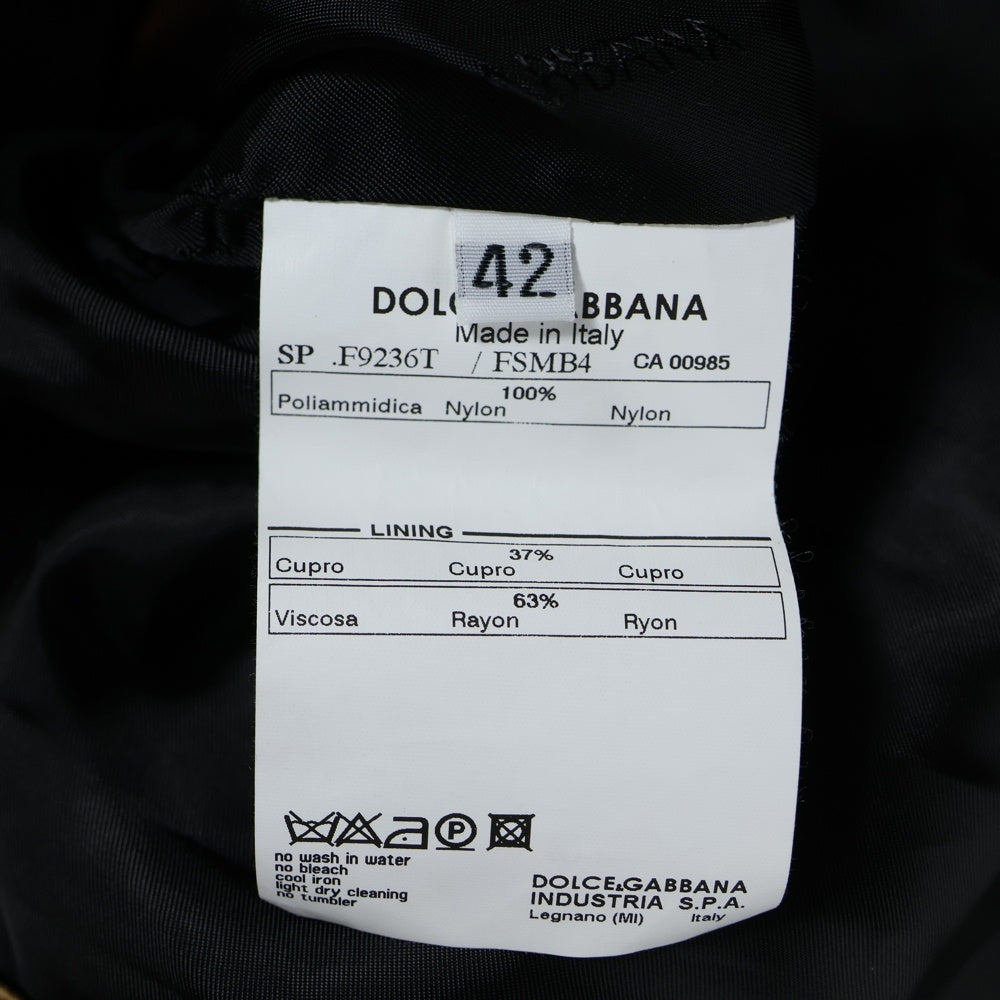 42
DOLC ABBANA
Made in Italy
SP .F9236T / FSMB4 CA 00985
100%
Poliammidica Nylon Nylon
LINING
37%
Cupro Cupro Cupro
63%
Viscosa Rayon Ryon
P
no wash in water
no bleach
cool iron
light dry cleaning
no tumbler
DOLCE&GABBANA
INDUSTRIA S.P.A.
Legnano (MI) Italy